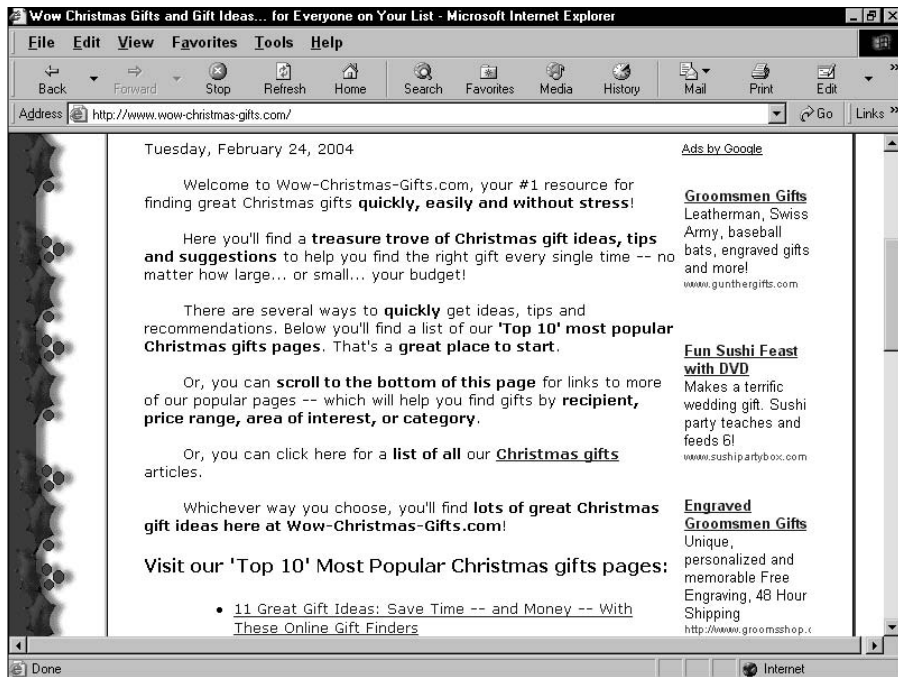 Wow Christmas Gifts and Gift Ideas... for Everyone on Your List - Microsoft Internet Explorer
File Edit View Favorites Tools Help
Back Forward Stop Refresh Home Search Favorites Media History Mail Print Edit »
Address http://www.wow-christmas-gifts.com/ Go Links »
Tuesday, February 24, 2004
Welcome to Wow-Christmas-Gifts.com, your #1 resource for
finding great Christmas gifts quickly, easily and without stress!
Here you'll find a treasure trove of Christmas gift ideas, tips
and suggestions to help you find the right gift every single time -- no
matter how large... or small... your budget!
There are several ways to quickly get ideas, tips and
recommendations. Below you'll find a list of our 'Top 10' most popular
Christmas gifts pages. That's a great place to start.
Or, you can scroll to the bottom of this page for links to more
of our popular pages -- which will help you find gifts by recipient,
price range, area of interest, or category.
Or, you can click here for a list of all our Christmas gifts
articles.
Whichever way you choose, you'll find lots of great Christmas
gift ideas here at Wow-Christmas-Gifts.com!
Visit our 'Top 10' Most Popular Christmas gifts pages:
• 11 Great Gift Ideas: Save Time -- and Money -- With
These Online Gift Finders
Ads by Google
Groomsmen Gifts
Leatherman, Swiss
Army, baseball
bats, engraved gifts
and more!
www.gunthergifts.com
Fun Sushi Feast
with DVD
Makes a terrific
wedding gift. Sushi
party teaches and
feeds 6!
www.sushipartybox.com
Engraved
Groomsmen Gifts
Unique,
personalized and
memorable Free
Engraving, 48 Hour
Shipping
http://www.groomsshop.c
Done Internet